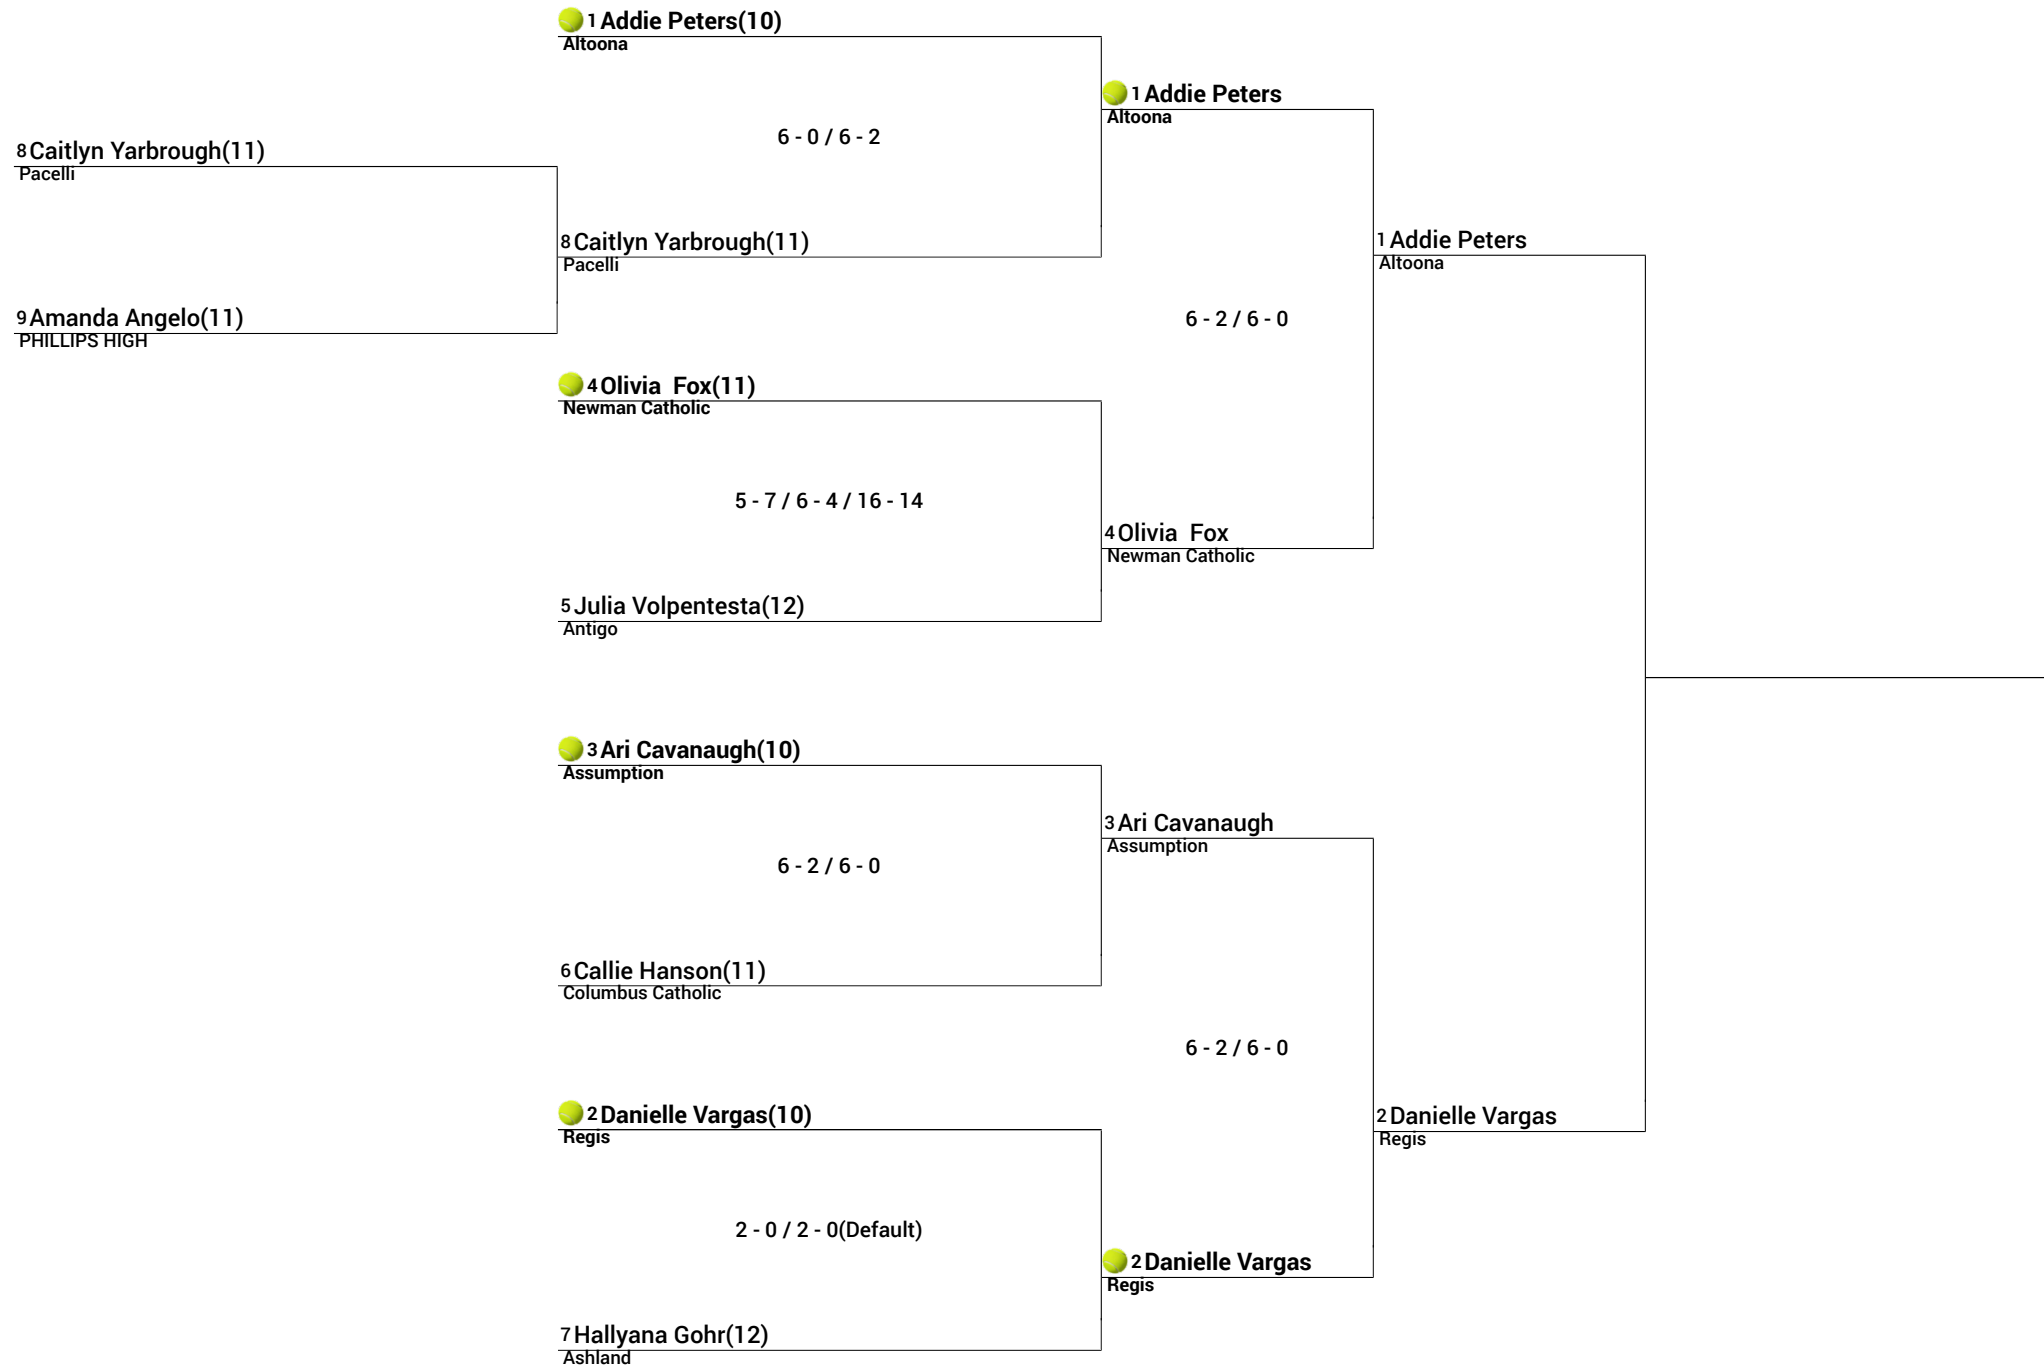 1 Addie Peters(10)
Altoona
1 Addie Peters
Altoona
6 - 0 / 6 - 2
8 Caitlyn Yarbrough(11)
Pacelli
8 Caitlyn Yarbrough(11)
Pacelli
1 Addie Peters
Altoona
9 Amanda Angelo(11)
PHILLIPS HIGH
6 - 2 / 6 - 0
4 Olivia  Fox(11)
Newman Catholic
5 - 7 / 6 - 4 / 16 - 14
4 Olivia  Fox
Newman Catholic
5 Julia Volpentesta(12)
Antigo
3 Ari Cavanaugh(10)
Assumption
3 Ari Cavanaugh
Assumption
6 - 2 / 6 - 0
6 Callie Hanson(11)
Columbus Catholic
6 - 2 / 6 - 0
2 Danielle Vargas(10)
Regis
2 Danielle Vargas
Regis
2 - 0 / 2 - 0(Default)
2 Danielle Vargas
Regis
7 Hallyana Gohr(12)
Ashland